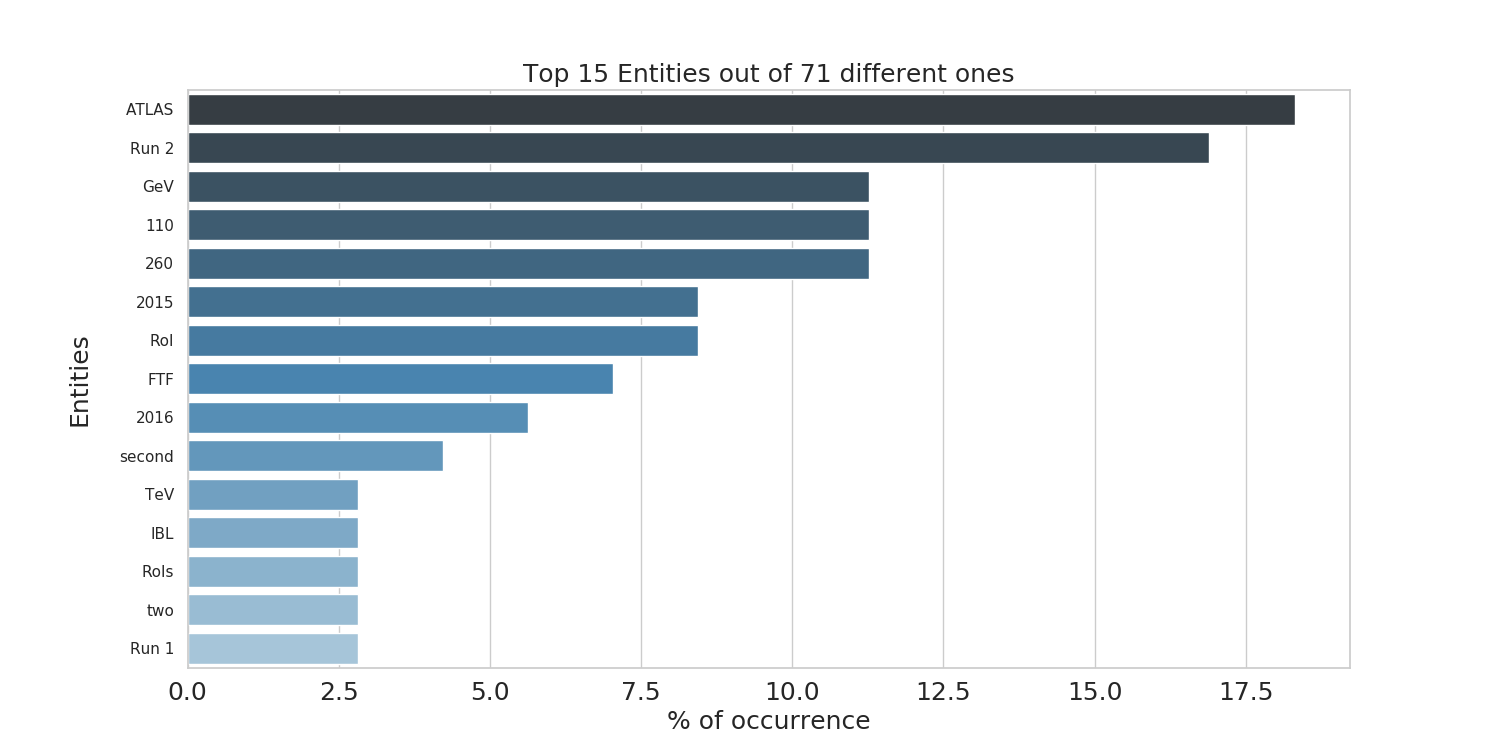 Top 15 Entities out of 71 different ones
ATLAS
Run 2
GeV
110
260
2015
RoI
FTF
2016
second
TeV
IBL
RoIs
two
Run 1
Entities
0.0 2.5 5.0 7.5 10.0 12.5 15.0 17.5
% of occurrence